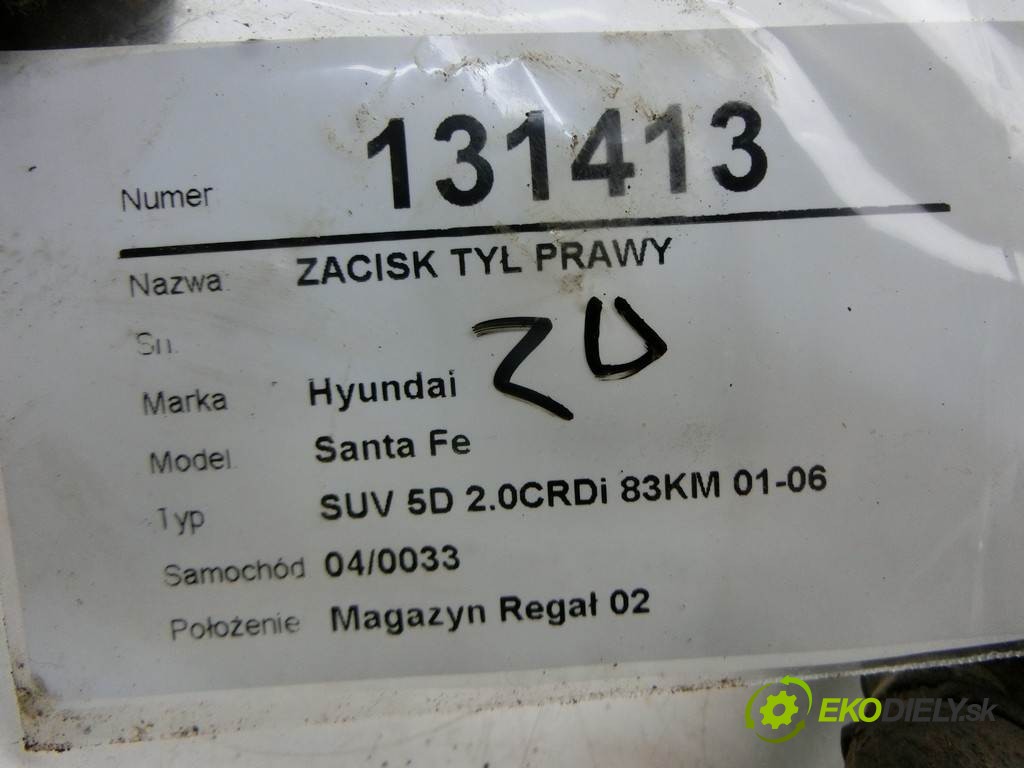 Numer 131413
Nazwa: ZACISK TYŁ PRAWY
Sn.
ZU
Marka Hyundai
Model Santa Fe
Typ SUV 5D 2.0CRDi 83KM 01-06
Samochód 04/0033
Położenie Magazyn Regał 02
EKODIELY.sk